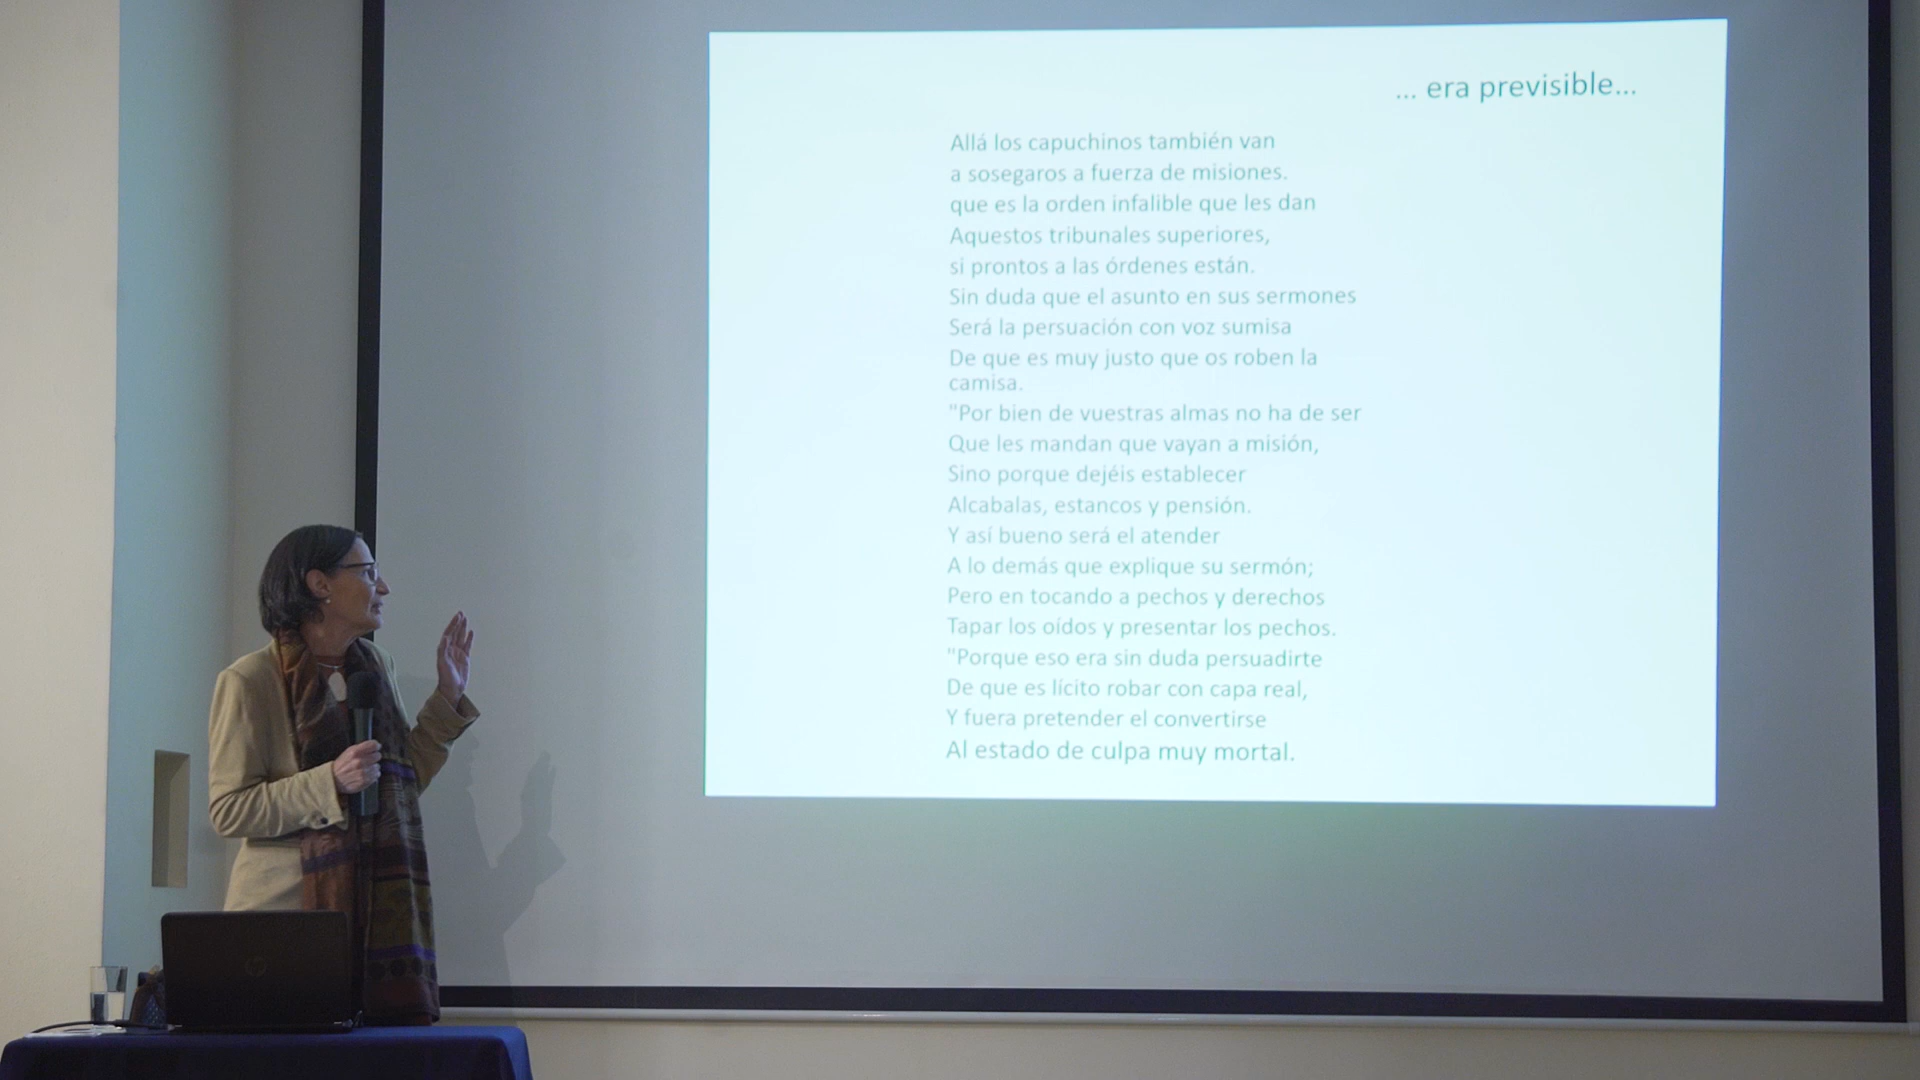 ... era previsible...
Allá los capuchinos también van
a sosegaros a fuerza de misiones.
que es la orden infalible que les dan
Aquestos tribunales superiores,
si prontos a las órdenes están.
Sin duda que el asunto en sus sermones
Será la persuación con voz sumisa
De que es muy justo que os roben la
camisa.
"Por bien de vuestras almas no ha de ser
Que les mandan que vayan a misión,
Sino porque dejéis establecer
Alcabalas, estancos y pensión.
Y así bueno será el atender
A lo demás que explique su sermón;
Pero en tocando a pechos y derechos
Tapar los oídos y presentar los pechos.
"Porque eso era sin duda persuadirte
De que es lícito robar con capa real,
Y fuera pretender el convertirse
Al estado de culpa muy mortal.